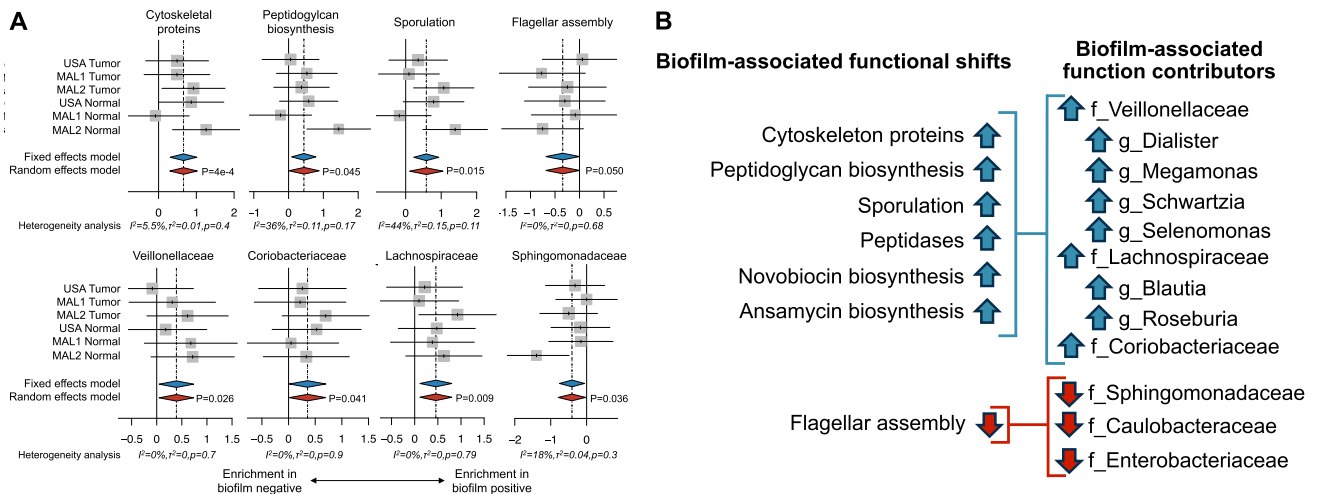 A
Cytoskeletal
proteins
Peptidogylcan
biosynthesis
Sporulation
Flagellar assembly
USA Tumor
MAL1 Tumor
MAL2 Tumor
USA Normal
MAL1 Normal
MAL2 Normal
Fixed effects model
Random effects model
P=4e-4
P=0.045
P=0.015
P=0.050
0 1 2
−1 0 1 2
0 1 2
-1.5 −1 −0.5 0 0.5
Heterogeneity analysis
I²=5.5%,τ²=0.01,p=0.4
I²=36%,τ²=0.11,p=0.17
I²=44%,τ²=0.15,p=0.11
I²=0%,τ²=0,p=0.68
Veillonellaceae
Coriobacteriaceae
Lachnospiraceae
Sphingomonadaceae
USA Tumor
MAL1 Tumor
MAL2 Tumor
USA Normal
MAL1 Normal
MAL2 Normal
Fixed effects model
Random effects model
P=0.026
P=0.041
P=0.009
P=0.036
−0.5 0 0.5 1 1.5
−0.5 0 0.5 1 1.5
−0.5 0 0.5 1 1.5
−2 −1 0
Heterogeneity analysis
I²=0%,τ²=0,p=0.7
I²=0%,τ²=0,p=0.9
I²=0%,τ²=0,p=0.79
I²=18%,τ²=0.04,p=0.3
Enrichment in
biofilm negative
Enrichment in
biofilm positive
B
Biofilm-associated functional shifts
Biofilm-associated
function contributors
Cytoskeleton proteins
Peptidoglycan biosynthesis
Sporulation
Peptidases
Novobiocin biosynthesis
Ansamycin biosynthesis
f_Veillonellaceae
g_Dialister
g_Megamonas
g_Schwartzia
g_Selenomonas
f_Lachnospiraceae
g_Blautia
g_Roseburia
f_Coriobacteriaceae
Flagellar assembly
f_Sphingomonadaceae
f_Caulobacteraceae
f_Enterobacteriaceae